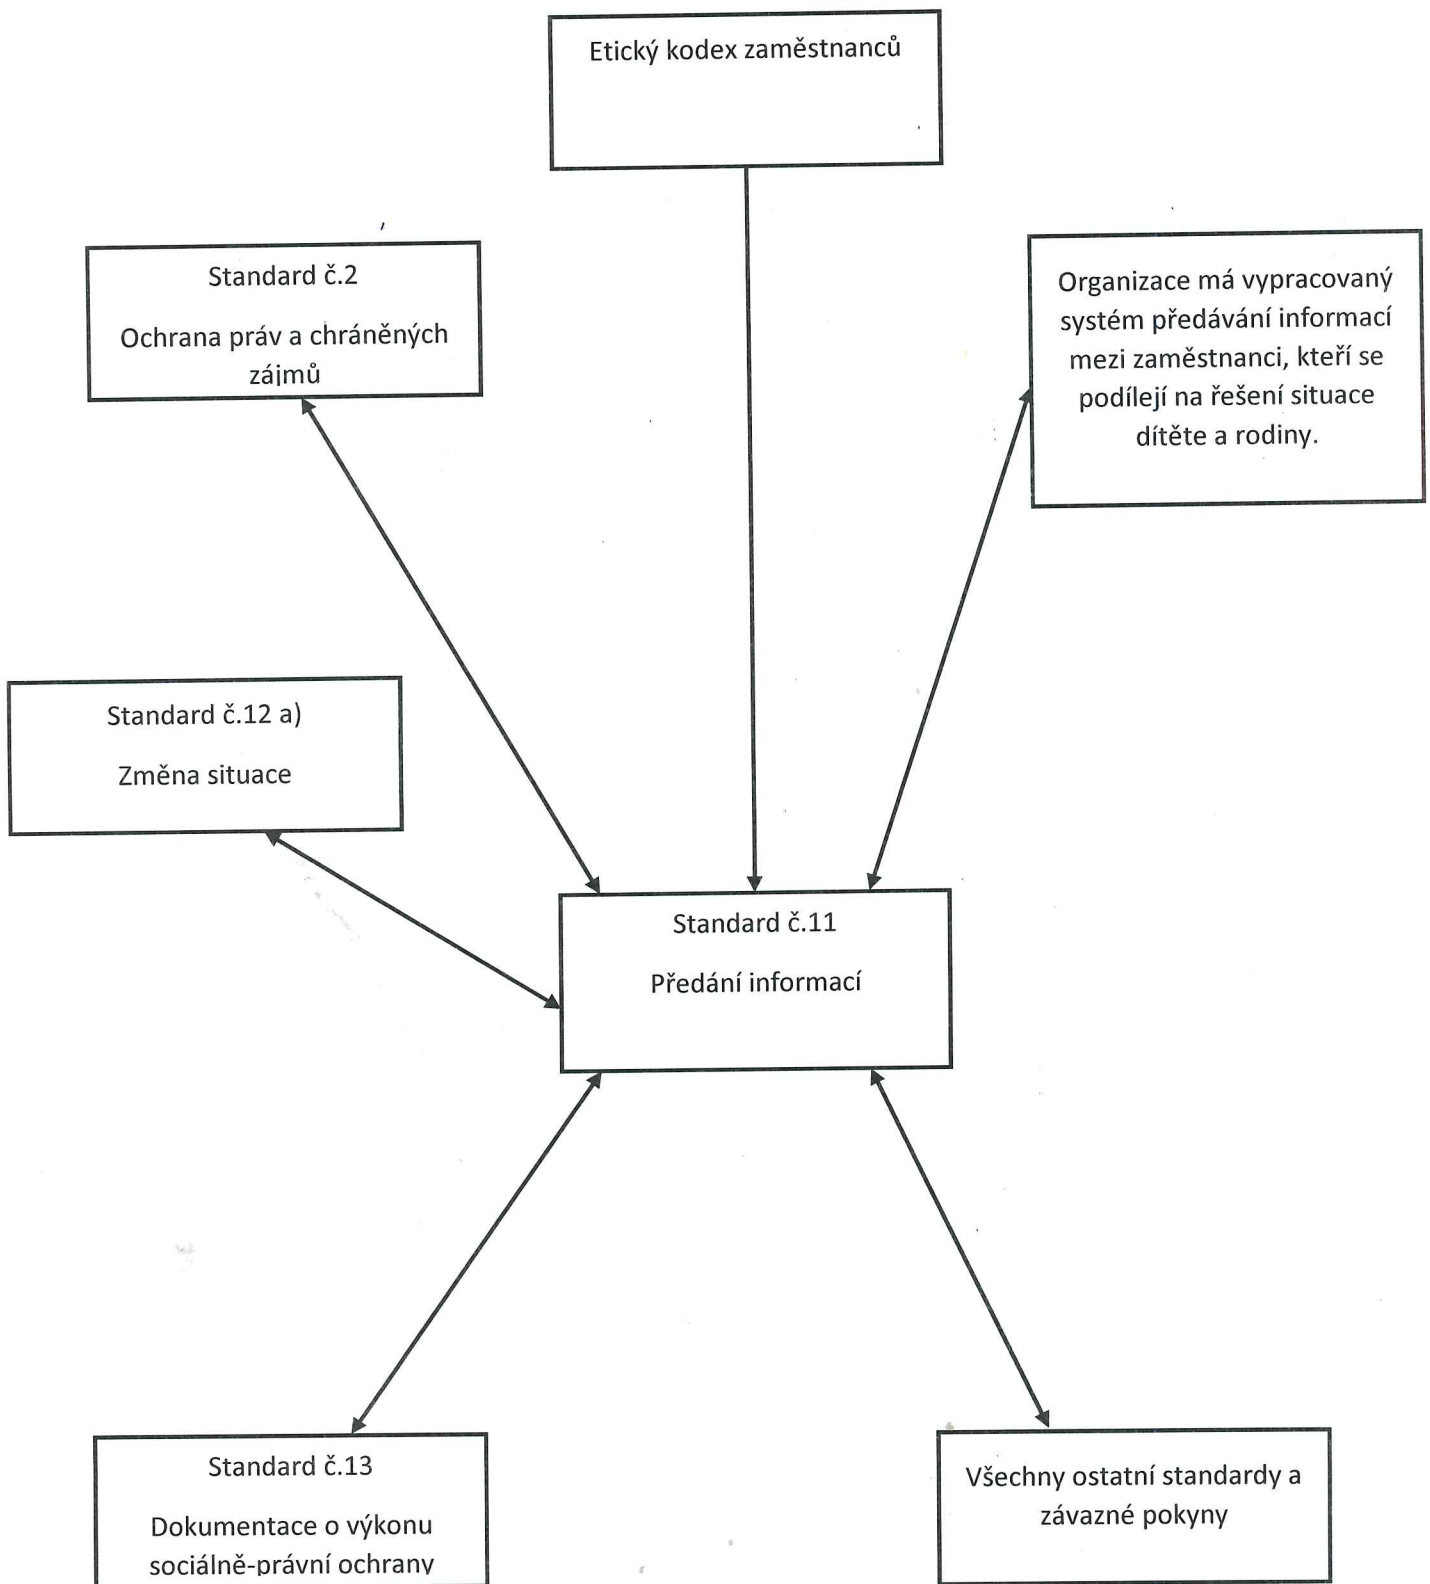 Etický kodex zaměstnanců
Standard č.2
Ochrana práv a chráněných
zájmů
Organizace má vypracovaný
systém předávání informací
mezi zaměstnanci, kteří se
podílejí na řešení situace
dítěte a rodiny.
Standard č.12 a)
Změna situace
Standard č.11
Předání informací
Standard č.13
Dokumentace o výkonu
sociálně-právní ochrany
Všechny ostatní standardy a
závazné pokyny